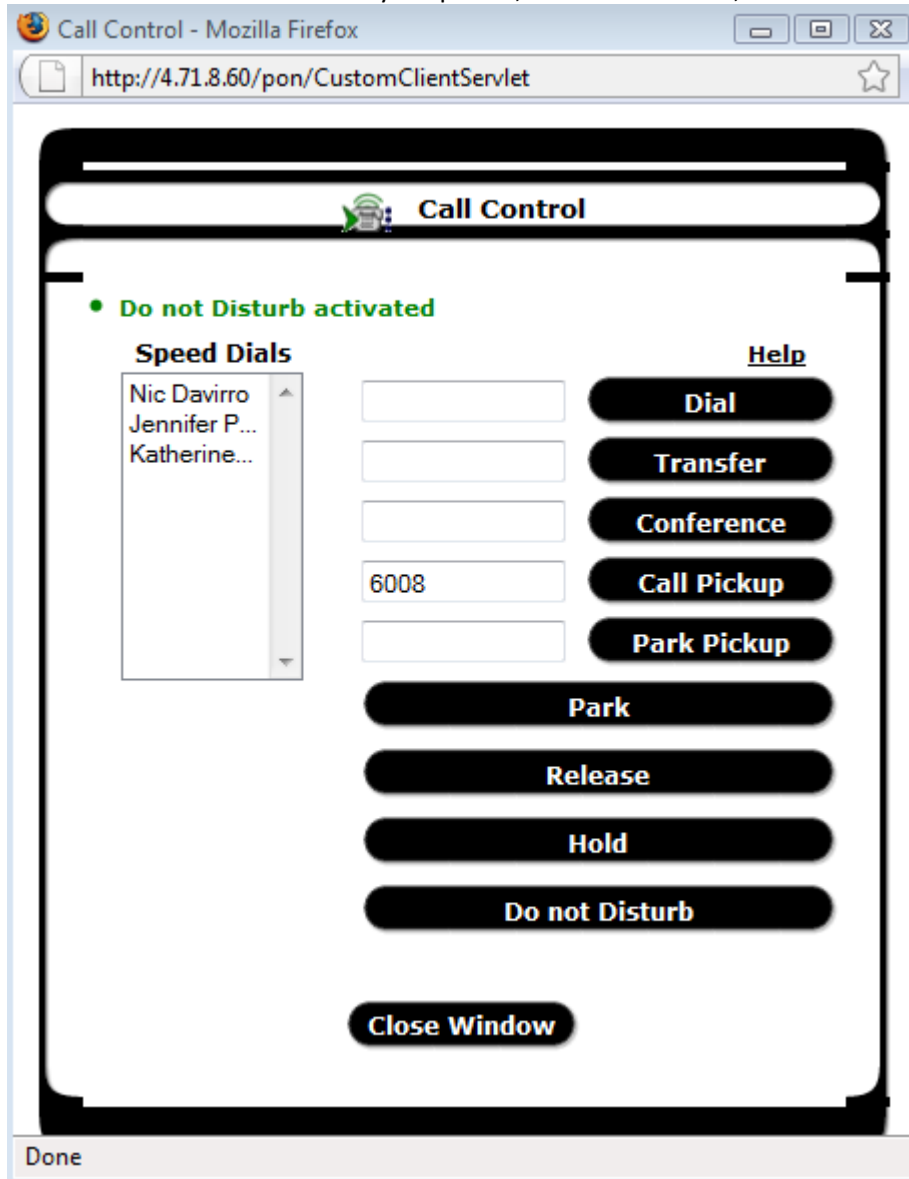 Call Control - Mozilla Firefox
http://4.71.8.60/pon/CustomClientServlet
Call Control
• Do not Disturb activated
Speed Dials
Help
Nic Davirro
Jennifer P...
Katherine...
Dial
Transfer
Conference
6008
Call Pickup
Park Pickup
Park
Release
Hold
Do not Disturb
Close Window
Done